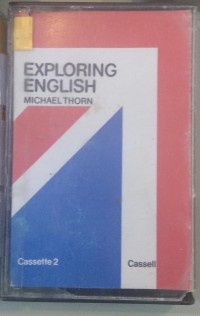 EXPLORING
ENGLISH
MICHAEL THORN
Cassette 2
Cassell